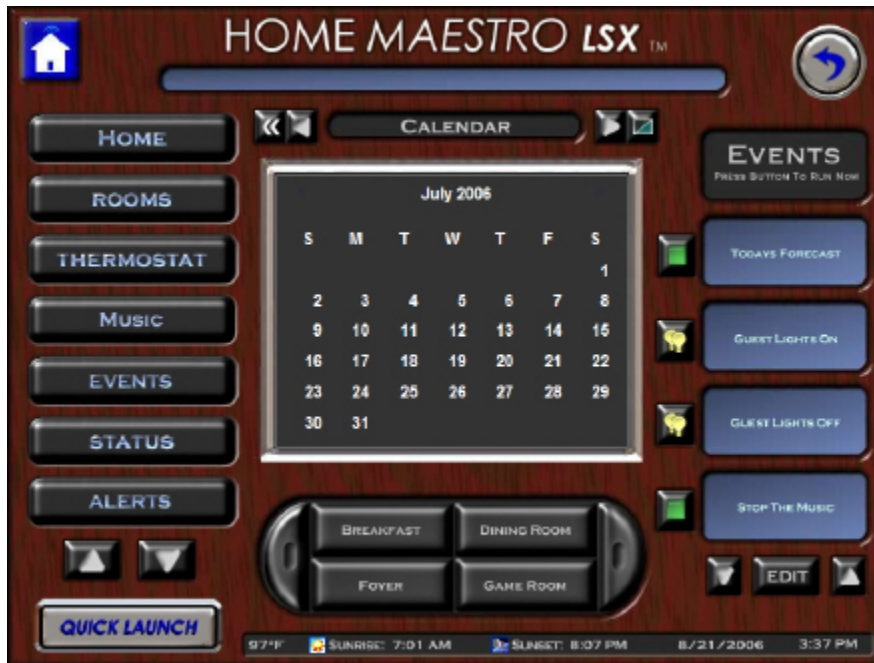 HOME MAESTRO LSX TM
HOME
CALENDAR
EVENTS
PRESS BUTTON TO RUN NOW
ROOMS
THERMOSTAT
MUSIC
EVENTS
STATUS
ALERTS
QUICK LAUNCH
July 2006
S M T W T F S
1
2 3 4 5 6 7 8
9 10 11 12 13 14 15
16 17 18 19 20 21 22
23 24 25 26 27 28 29
30 31
TODAYS FORECAST
GUEST LIGHTS ON
GUEST LIGHTS OFF
STOP THE MUSIC
EDIT
BREAKFAST DINING ROOM
FOYER GAME ROOM
97°F SUNRISE: 7:01 AM SUNSET: 8:07 PM 8/21/2006 3:37 PM